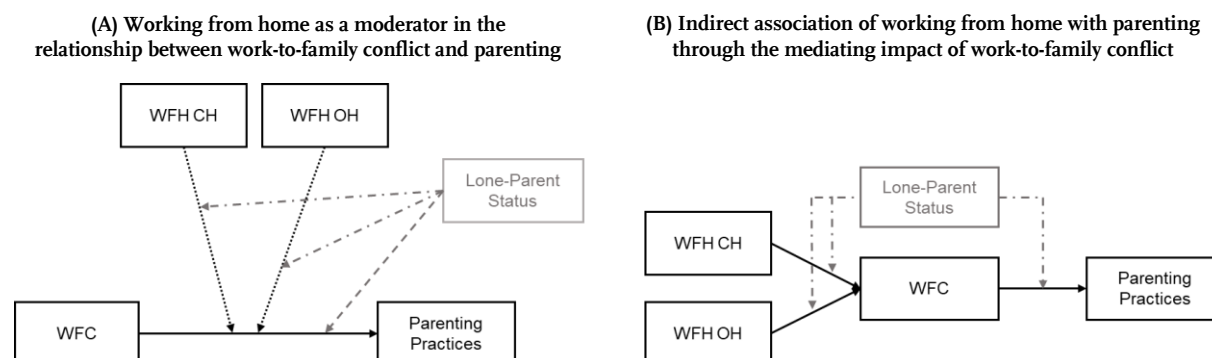 (A) Working from home as a moderator in the
relationship between work-to-family conflict and parenting
WFH CH
WFH OH
Lone-Parent
Status
WFC
Parenting
Practices
(B) Indirect association of working from home with parenting
through the mediating impact of work-to-family conflict
Lone-Parent
Status
WFH CH
WFC
Parenting
Practices
WFH OH